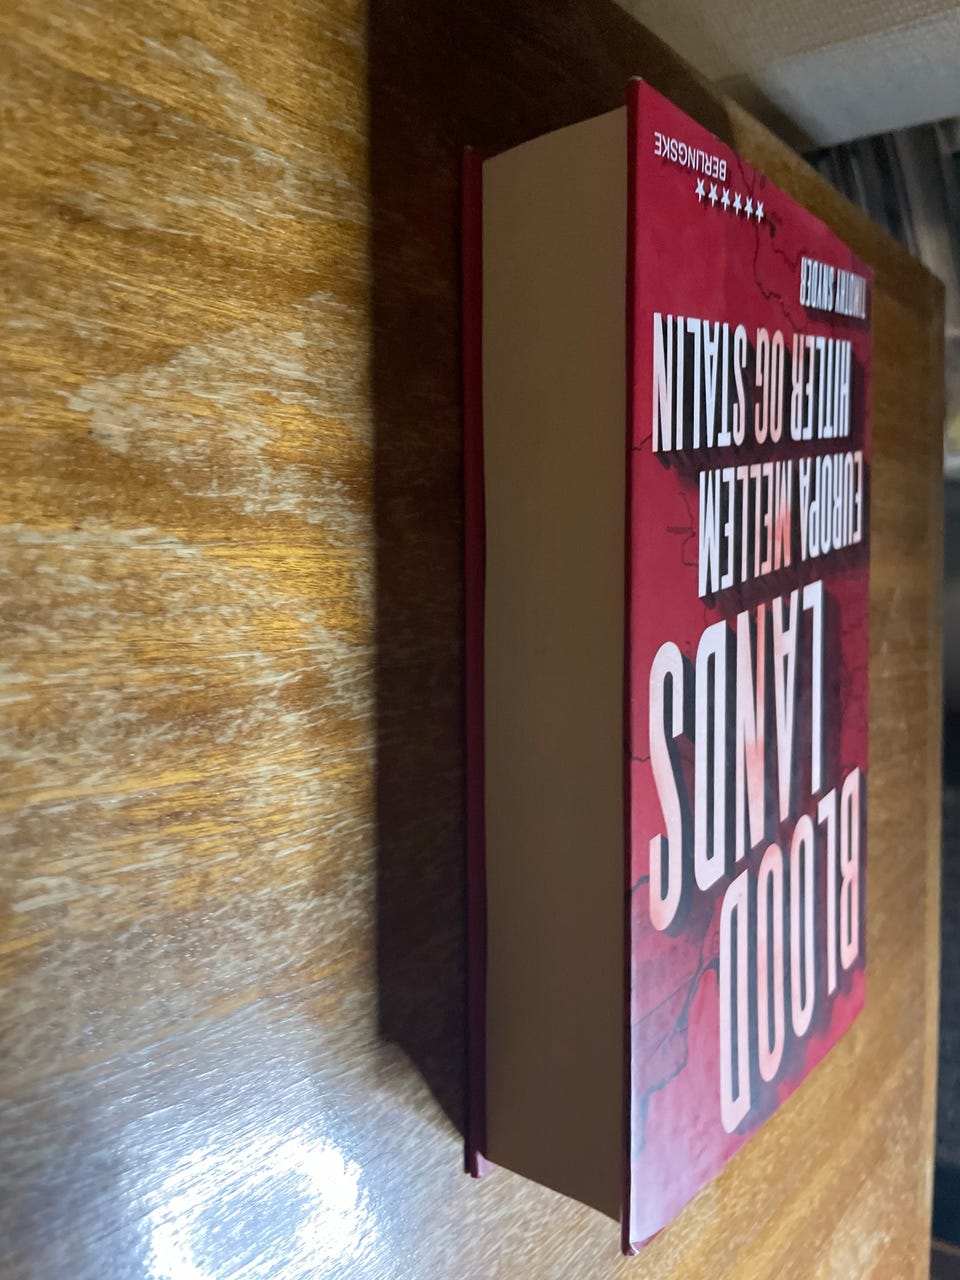 BLOOD
LANDS
EUROPA MELLEM
HITLER OG STALIN
TIMOTHY SNYDER
★★★★★★
BERLINGSKE